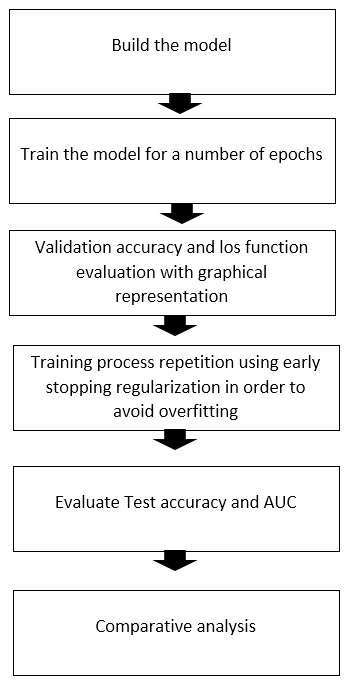 Build the model
Train the model for a number of epochs
Validation accuracy and los function
evaluation with graphical
representation
Training process repetition using early
stopping regularization in order to
avoid overfitting
Evaluate Test accuracy and AUC
Comparative analysis